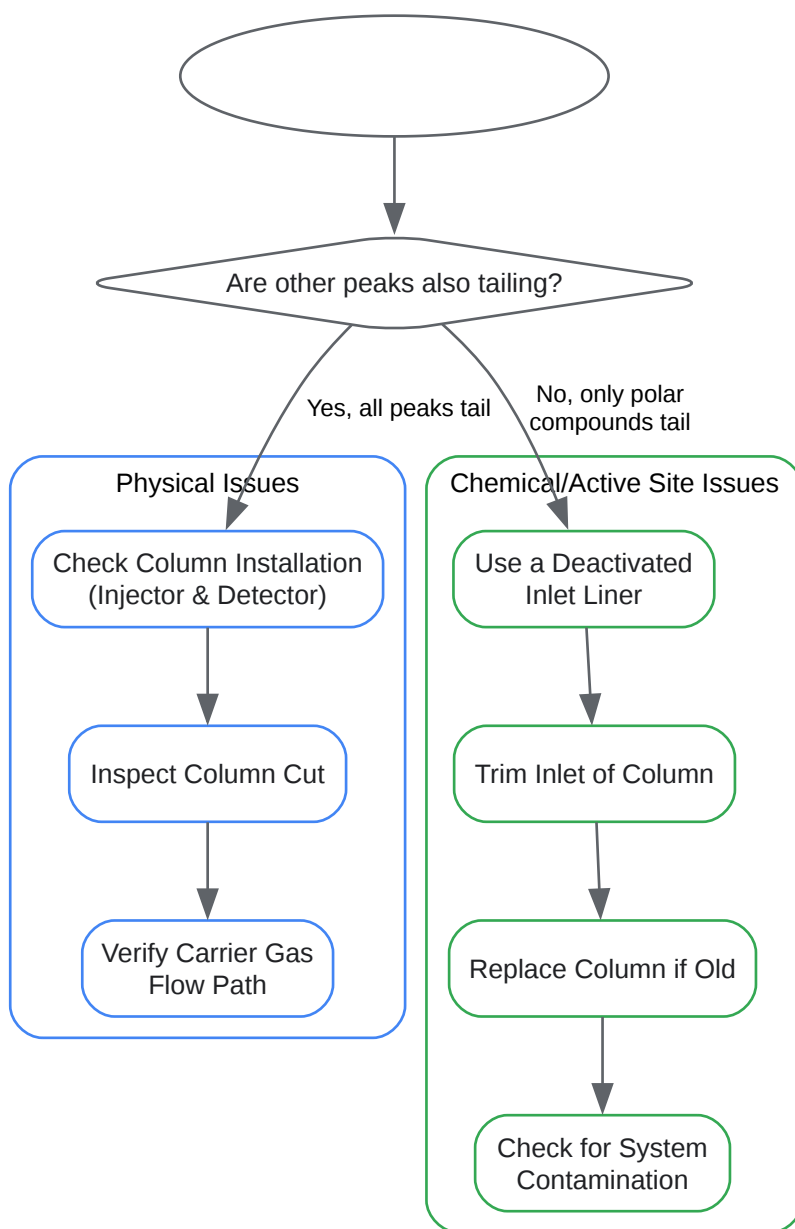 Are other peaks also tailing?
Yes, all peaks tail
No, only polar
compounds tail
Physical Issues
Check Column Installation
(Injector & Detector)
Inspect Column Cut
Verify Carrier Gas
Flow Path
Chemical/Active Site Issues
Use a Deactivated
Inlet Liner
Trim Inlet of Column
Replace Column if Old
Check for System
Contamination